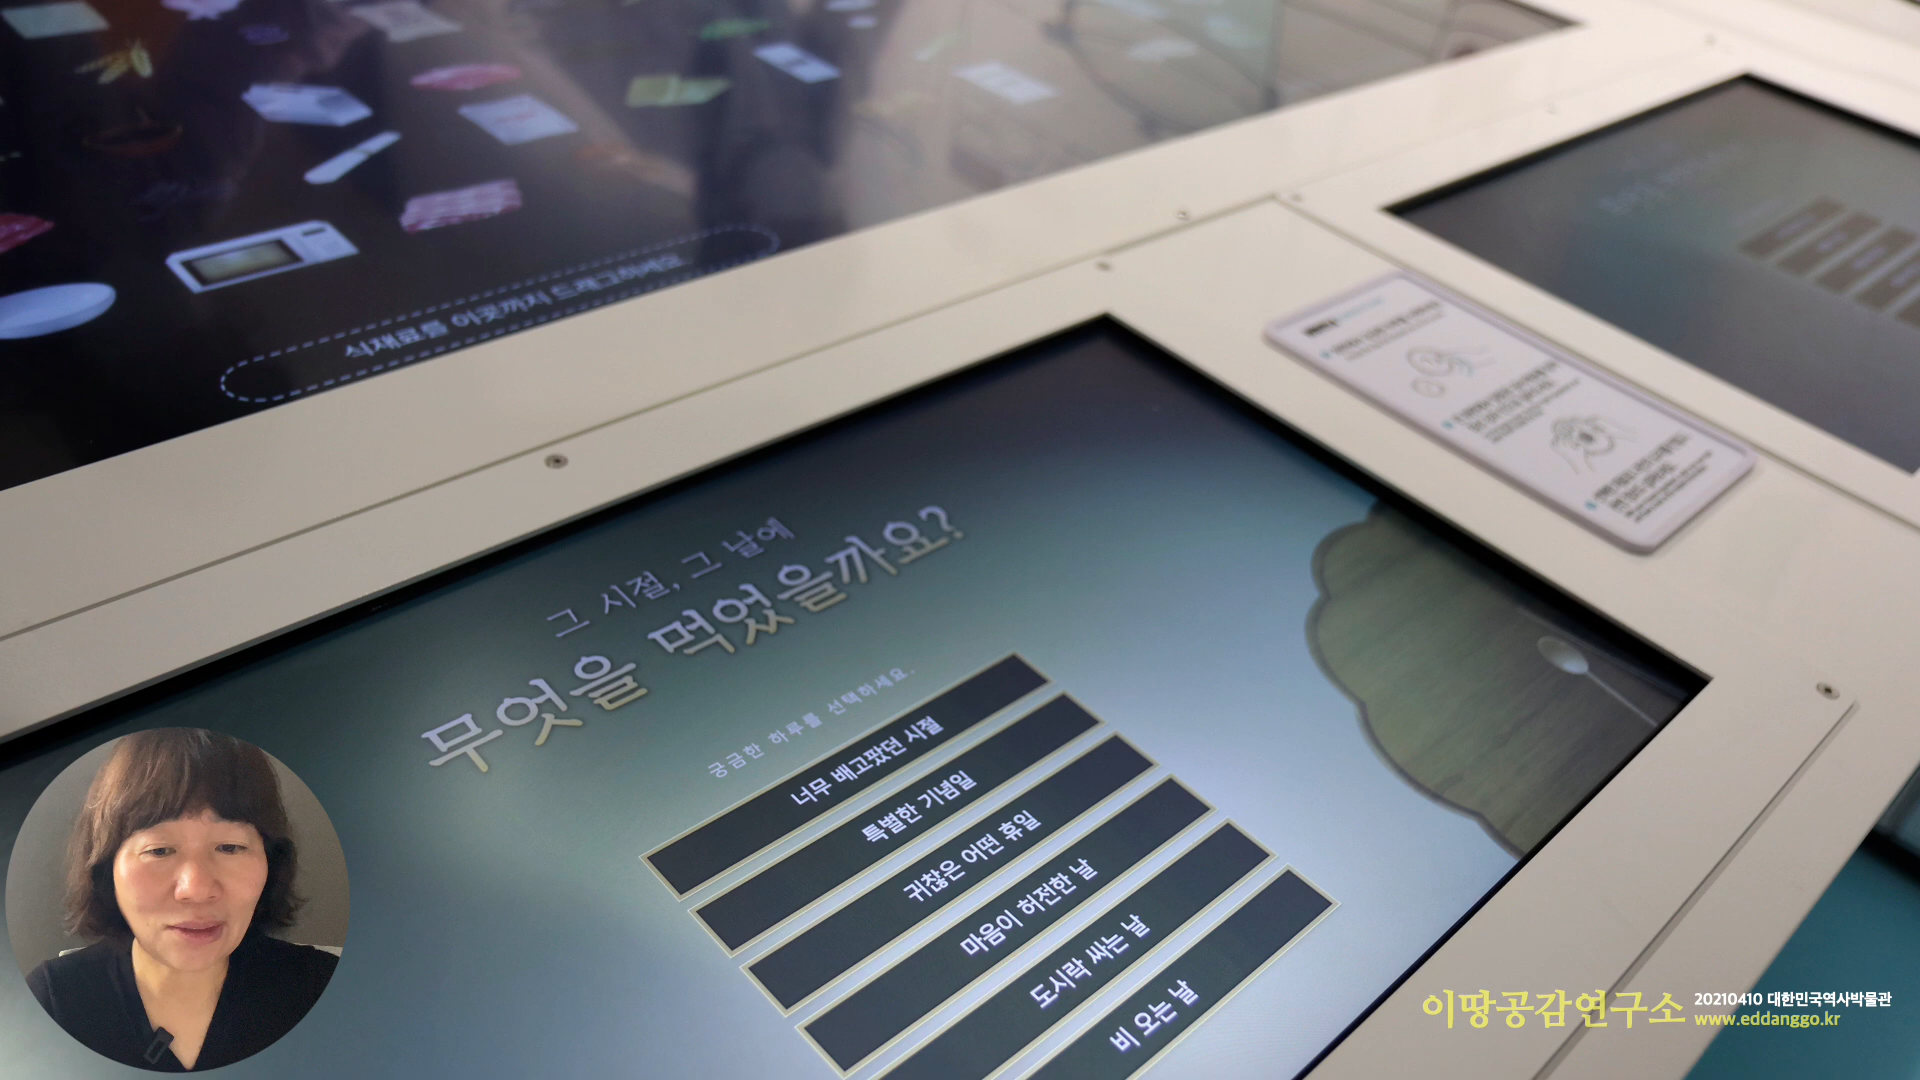 식재료를 이곳까지 드래그하세요.
그 시절, 그 날에
무엇을 먹었을까요?
궁금한 하루를 선택하세요.
너무 배고팠던 시절
특별한 기념일
귀찮은 어떤 휴일
마음이 허전한 날
도시락 싸는 날
비 오는 날
이땅공감연구소 20210410 대한민국역사박물관
www.eddanggo.kr